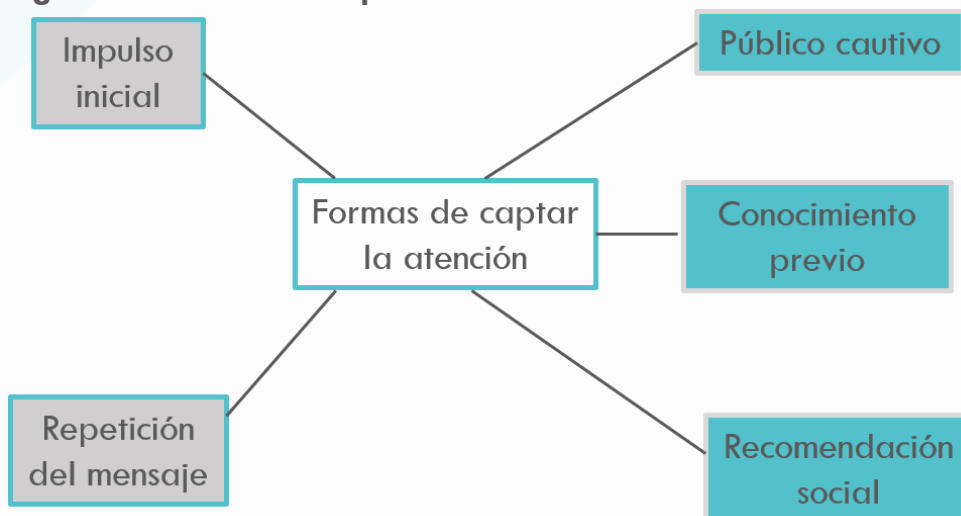 Impulso
inicial
Público cautivo
Formas de captar
la atención
Conocimiento
previo
Repetición
del mensaje
Recomendación
social